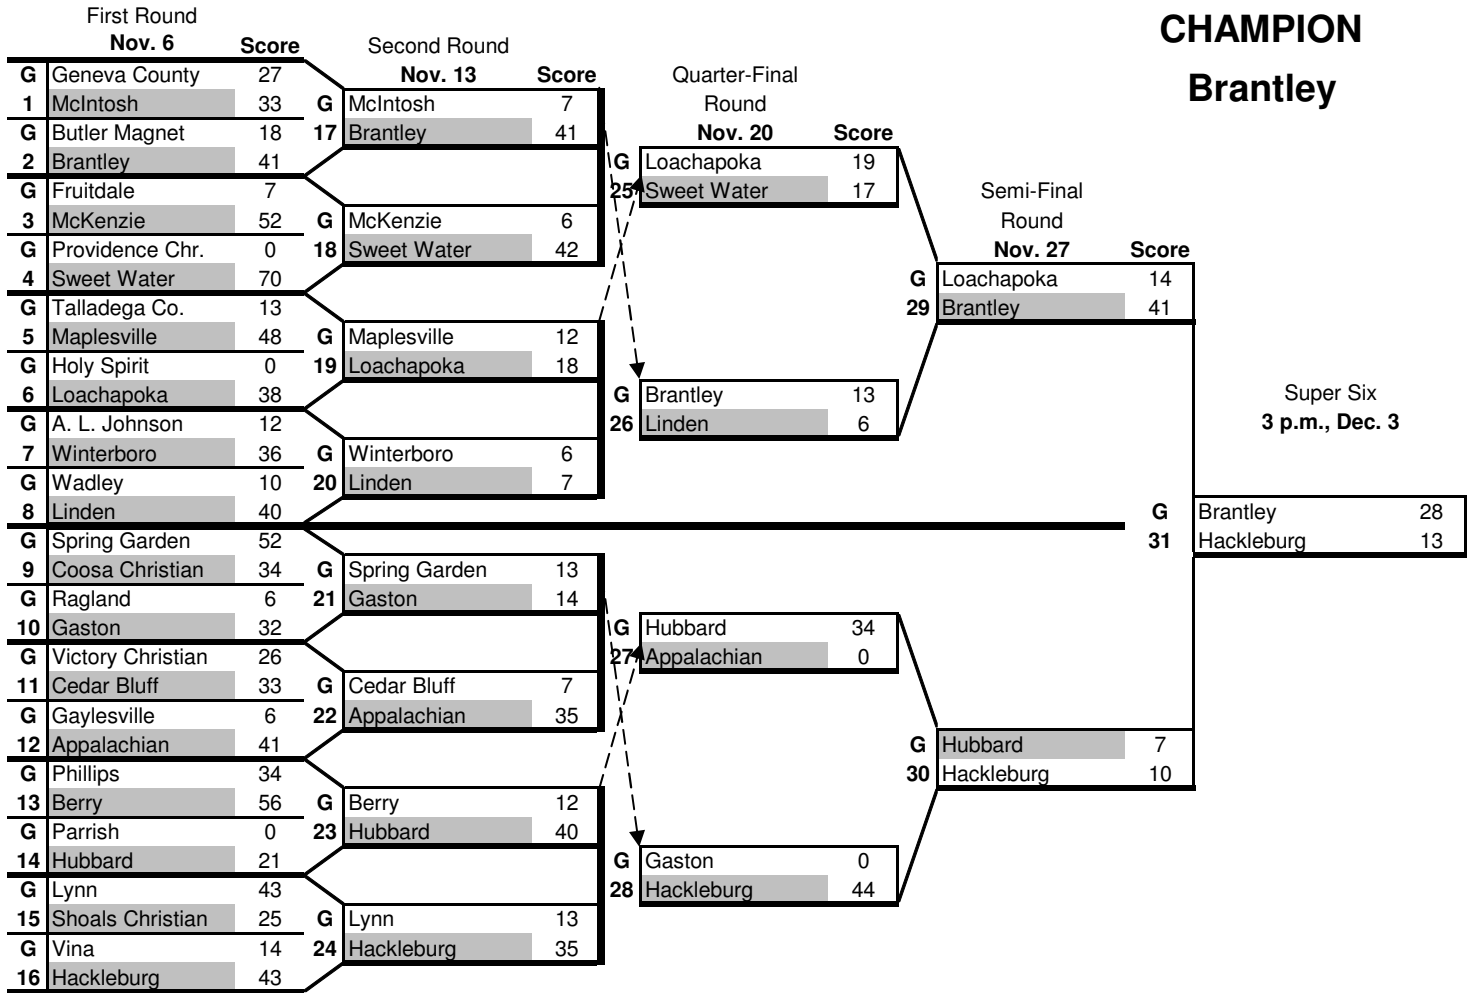 First Round
Nov. 6 Score
G Geneva County 27
1 McIntosh 33
G Butler Magnet 18
2 Brantley 41
G Fruitdale 7
3 McKenzie 52
G Providence Chr. 0
4 Sweet Water 70
G Talladega Co. 13
5 Maplesville 48
G Holy Spirit 0
6 Loachapoka 38
G A. L. Johnson 12
7 Winterboro 36
G Wadley 10
8 Linden 40
G Spring Garden 52
9 Coosa Christian 34
G Ragland 6
10 Gaston 32
G Victory Christian 26
11 Cedar Bluff 33
G Gaylesville 6
12 Appalachian 41
G Phillips 34
13 Berry 56
G Parrish 0
14 Hubbard 21
G Lynn 43
15 Shoals Christian 25
G Vina 14
16 Hackleburg 43
Second Round
Nov. 13 Score
G McIntosh 7
17 Brantley 41
G McKenzie 6
18 Sweet Water 42
G Maplesville 12
19 Loachapoka 18
G Winterboro 6
20 Linden 7
G Spring Garden 13
21 Gaston 14
G Cedar Bluff 7
22 Appalachian 35
G Berry 12
23 Hubbard 40
G Lynn 13
24 Hackleburg 35
Quarter-Final
Round
Nov. 20 Score
G Loachapoka 19
25 Sweet Water 17
G Brantley 13
26 Linden 6
G Hubbard 34
27 Appalachian 0
G Gaston 0
28 Hackleburg 44
Semi-Final
Round
Nov. 27 Score
G Loachapoka 14
29 Brantley 41
G Hubbard 7
30 Hackleburg 10
CHAMPION
Brantley
Super Six
3 p.m., Dec. 3
G Brantley 28
31 Hackleburg 13